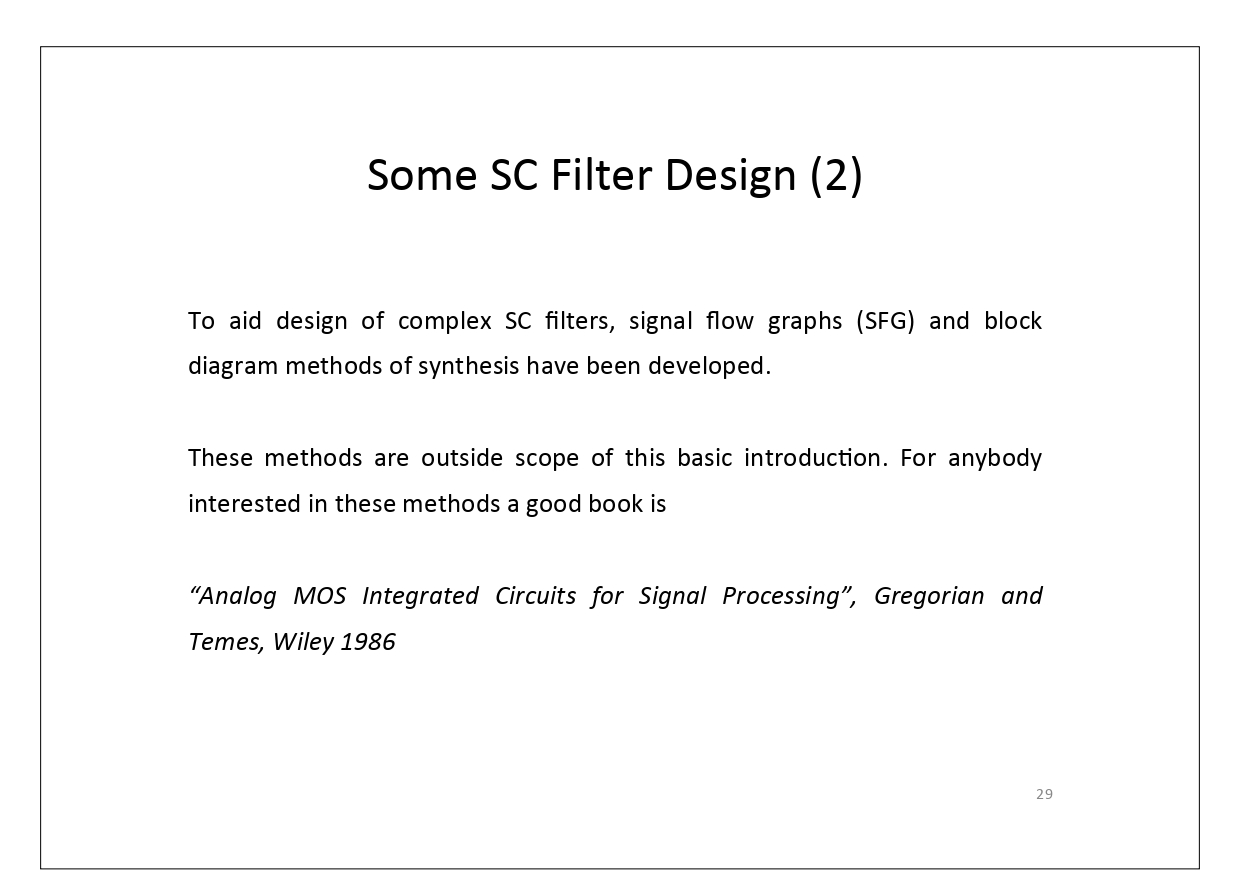 Some SC Filter Design (2)
To aid design of complex SC filters, signal flow graphs (SFG) and block
diagram methods of synthesis have been developed.
These methods are outside scope of this basic introduction. For anybody
interested in these methods a good book is
“Analog MOS Integrated Circuits for Signal Processing”, Gregorian and
Temes, Wiley 1986
29